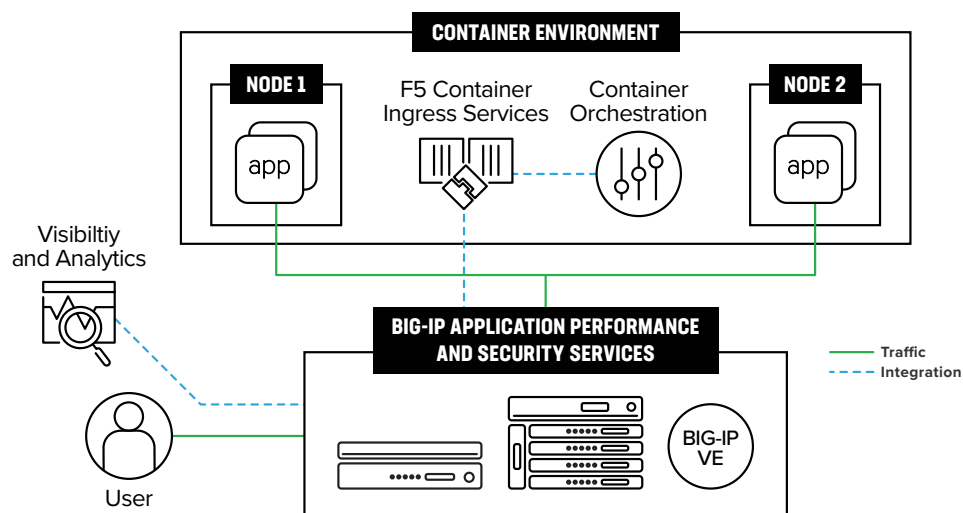 CONTAINER ENVIRONMENT
NODE 1
F5 Container
Ingress Services
Container
Orchestration
NODE 2
app
app
Visibiltiy
and Analytics
BIG-IP APPLICATION PERFORMANCE
AND SECURITY SERVICES
Traffic
Integration
BIG-IP
VE
User